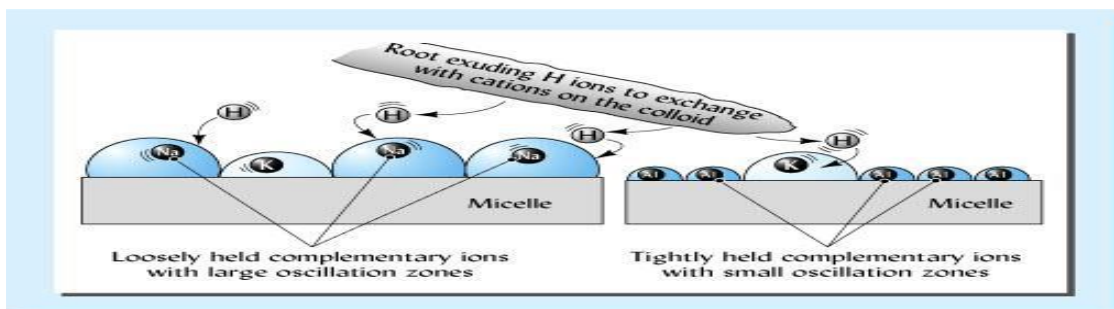 Root exuding H ions to exchange
with cations on the colloid
H
H
H
H
Na
K
Na
Na
Al
Al
K
Al
Al
Al
Micelle
Micelle
Loosely held complementary ions
with large oscillation zones
Tightly held complementary ions
with small oscillation zones